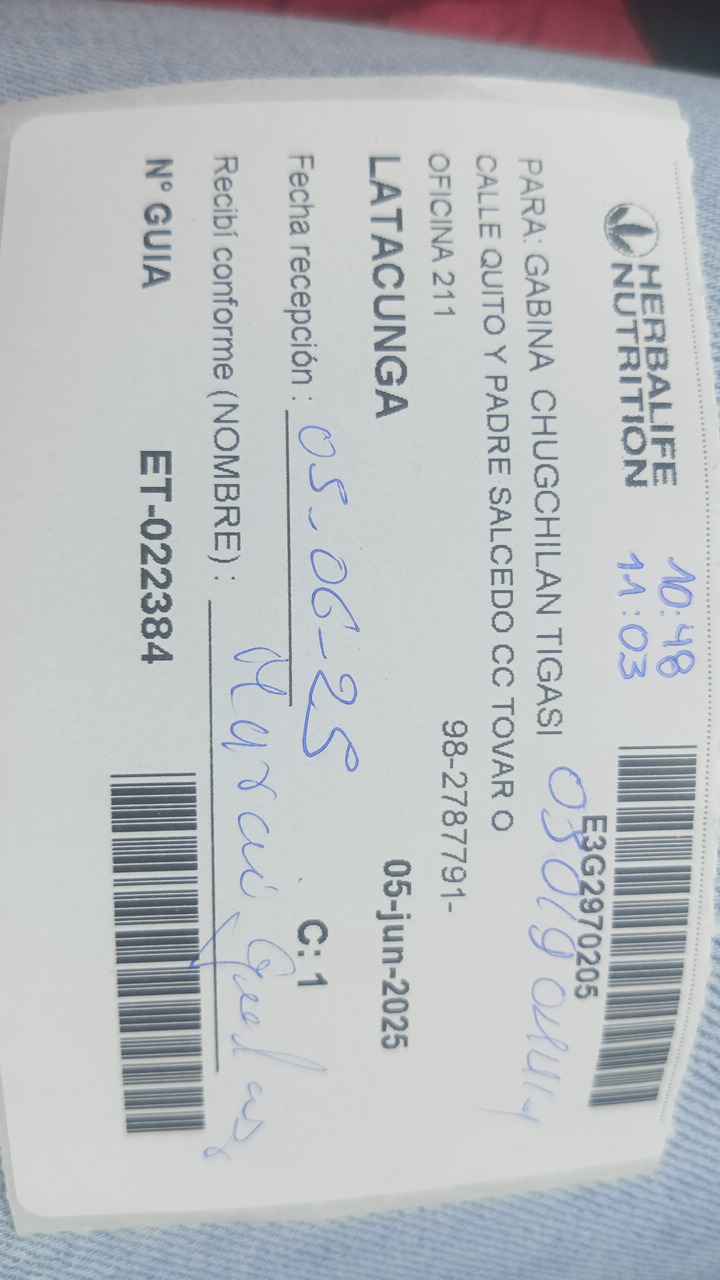 HERBALIFE
NUTRITION
10:48
11:03
E3G2970205
PARA: GABINA CHUGCHILAN TIGASI
CALLE QUITO Y PADRE SALCEDO CC TOVAR O
OFICINA 211
98-2787791-
LATACUNGA
05-jun-2025
Fecha recepción : 05-06-25
C: 1
Recibí conforme (NOMBRE) :
N° GUIA ET-022384